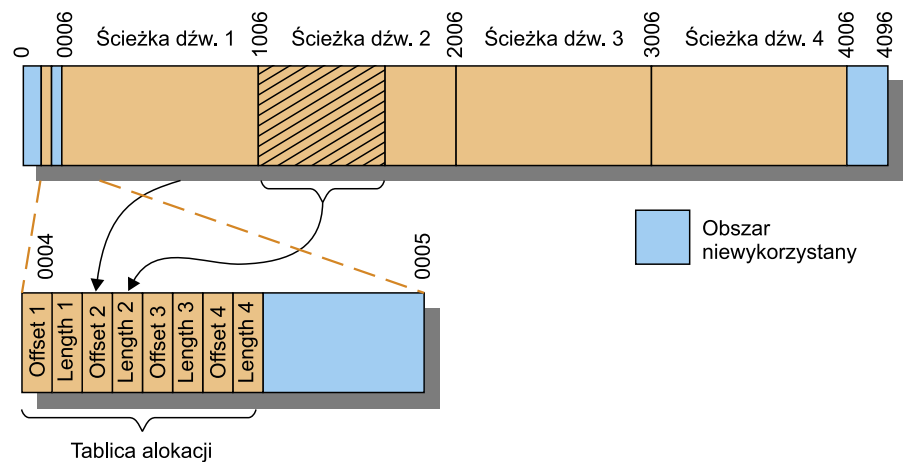 0
0006
Ścieżka dźw. 1
1006
Ścieżka dźw. 2
2006
Ścieżka dźw. 3
3006
Ścieżka dźw. 4
4006
4096
Obszar
niewykorzystany
0004
0005
Offset 1
Length 1
Offset 2
Length 2
Offset 3
Length 3
Offset 4
Length 4
Tablica alokacji